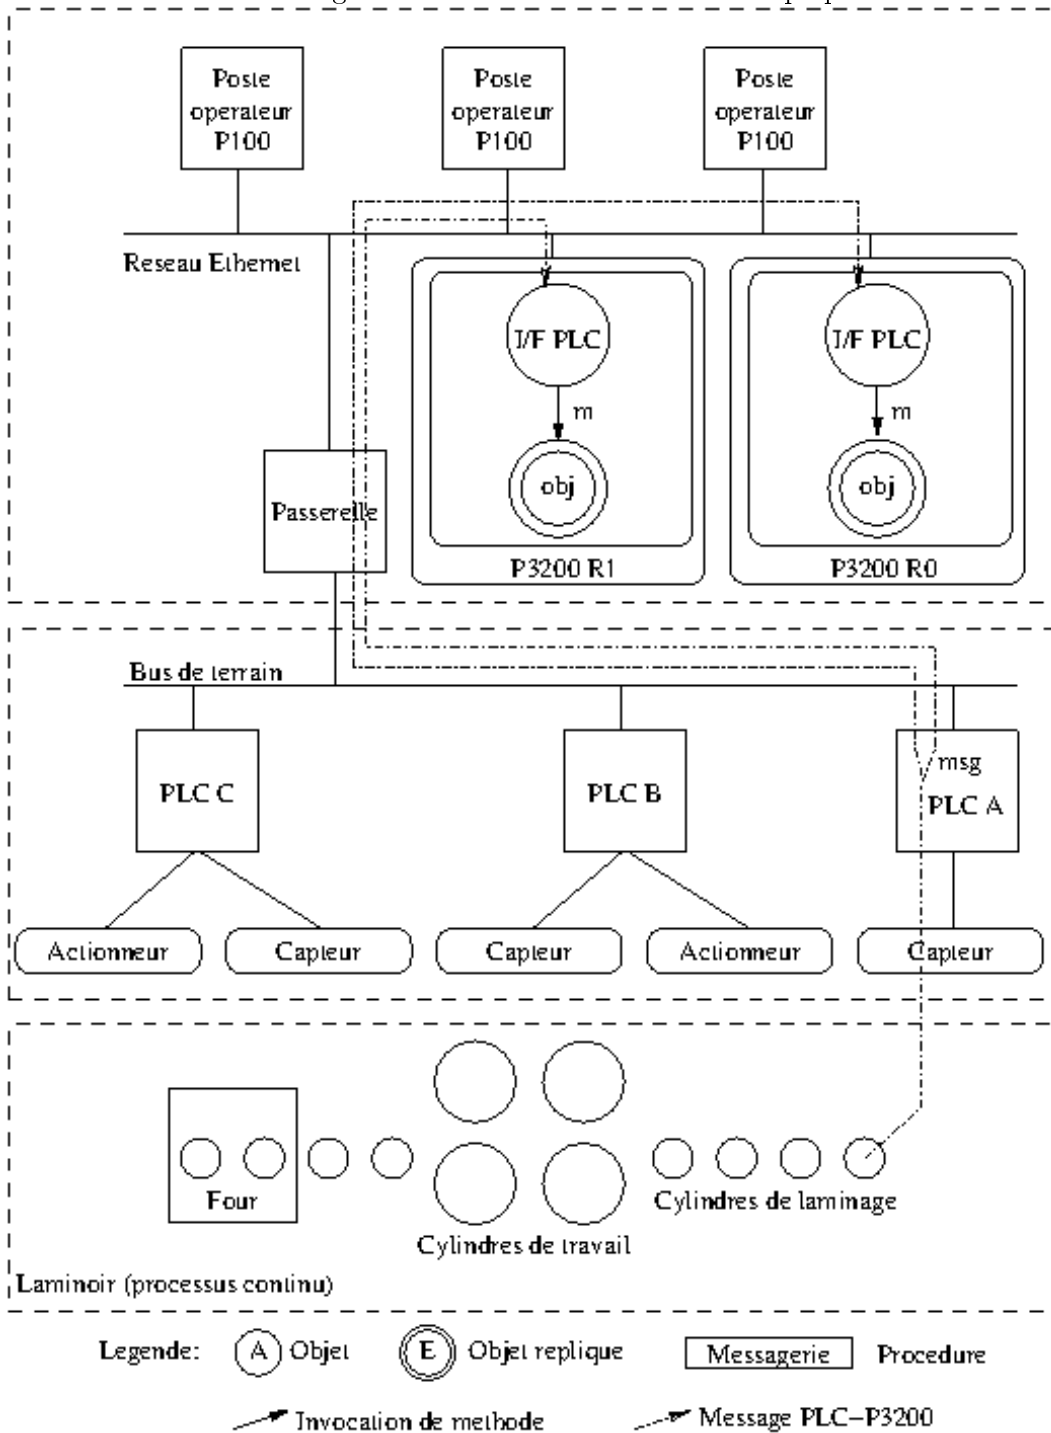 Poste
operateur
P100
Poste
operateur
P100
Poste
operateur
P100
Reseau Ethernet
I/F PLC
m
obj
P3200 R1
I/F PLC
m
obj
P3200 R0
Passerelle
Bus de terrain
PLC C
PLC B
msg
PLC A
Actionneur
Capteur
Capteur
Actionneur
Capteur
Four
Cylindres de travail
Cylindres de laminage
Laminoir (processus continu)
Legende:
A
Objet
E
Objet replique
Messagerie
Procedure
Invocation de methode
Message PLC-P3200